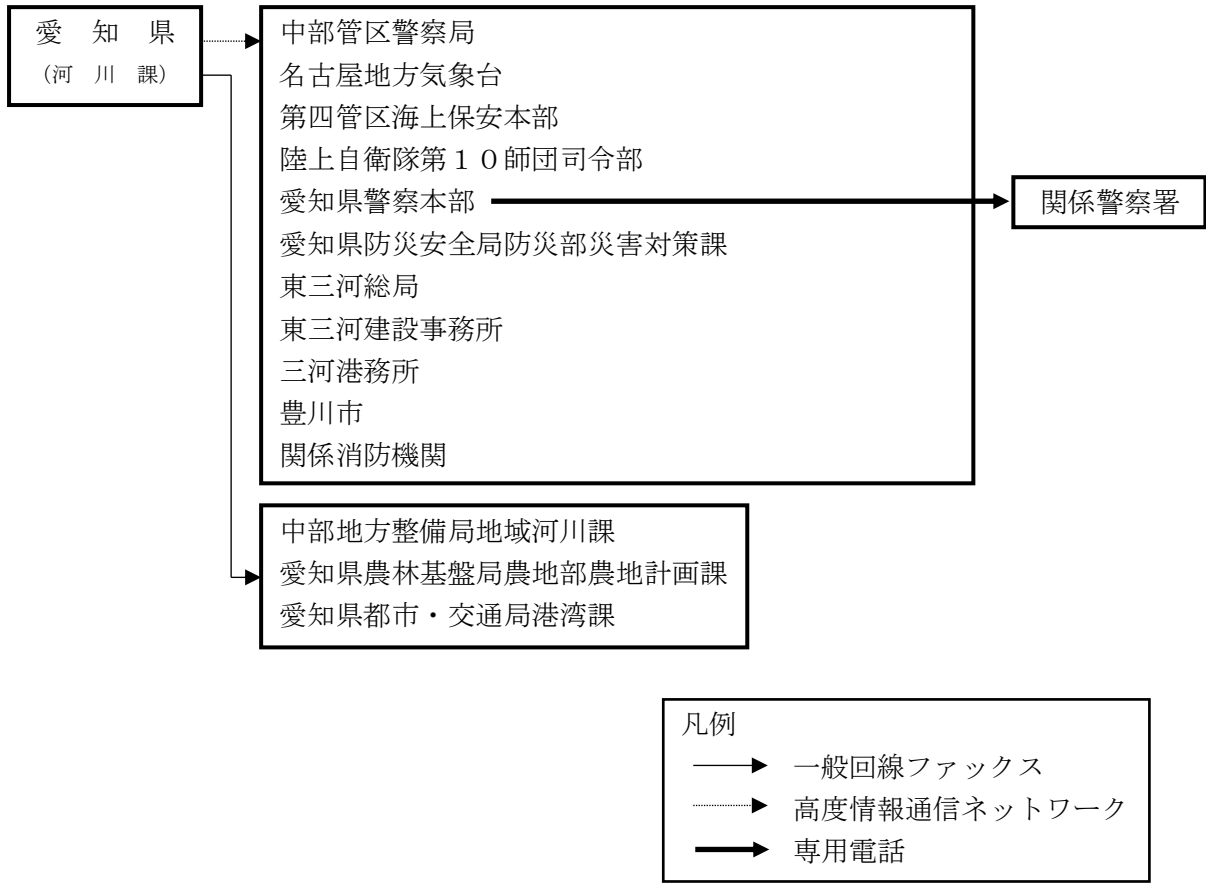 愛 知 県
（河 川 課）
中部管区警察局
名古屋地方気象台
第四管区海上保安本部
陸上自衛隊第１０師団司令部
愛知県警察本部
関係警察署
愛知県防災安全局防災部災害対策課
東三河総局
東三河建設事務所
三河港務所
豊川市
関係消防機関
中部地方整備局地域河川課
愛知県農林基盤局農地部農地計画課
愛知県都市・交通局港湾課
凡例
一般回線ファックス
高度情報通信ネットワーク
専用電話